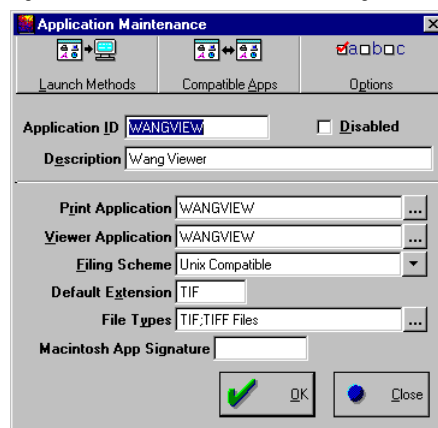 Application Maintenance
a b c
Launch Methods
Compatible Apps
Options
Application ID WANGVIEW
Disabled
Description Wang Viewer
Print Application WANGVIEW ...
Viewer Application WANGVIEW ...
Filing Scheme Unix Compatible
Default Extension TIF
File Types TIF;TIFF Files ...
Macintosh App Signature
OK
Close